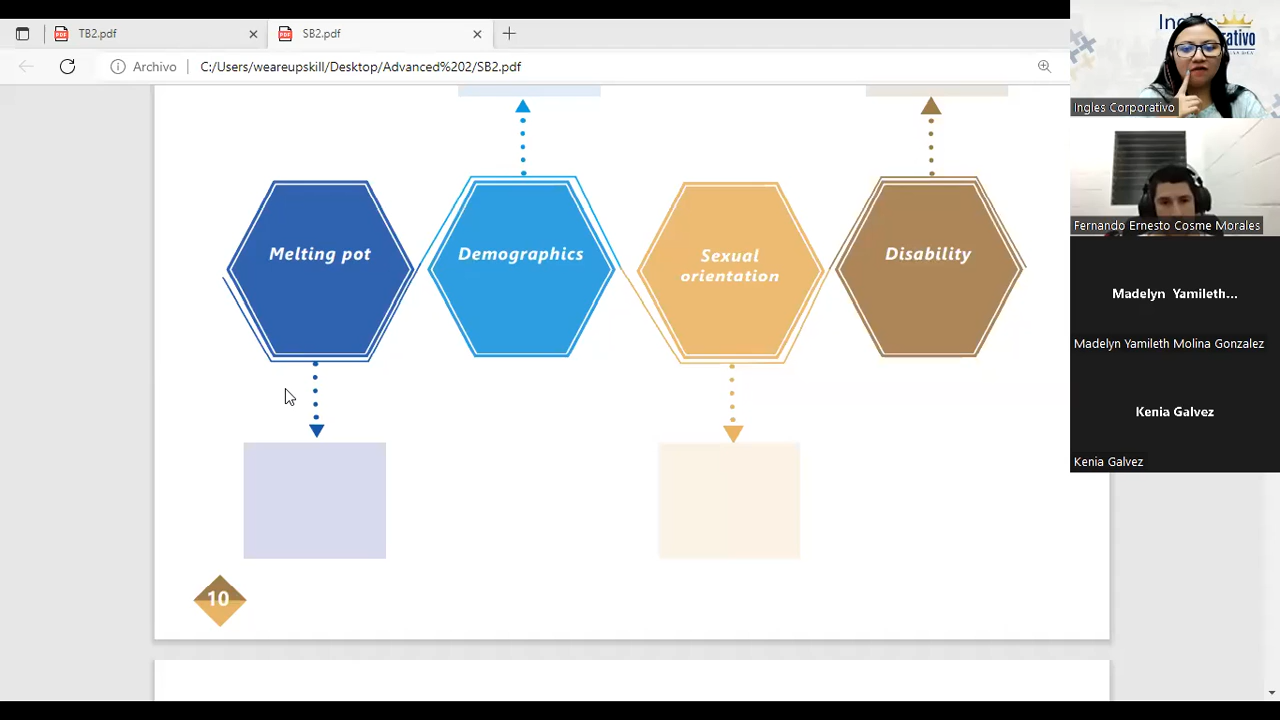 TB2.pdf
SB2.pdf
Archivo
C:/Users/weareupskill/Desktop/Advanced%202/SB2.pdf
Melting pot
Demographics
Sexual
orientation
Disability
10
Ingles Corporativo
Fernando Ernesto Cosme Morales
Madelyn Yamileth...
Madelyn Yamileth Molina Gonzalez
Kenia Galvez
Kenia Galvez